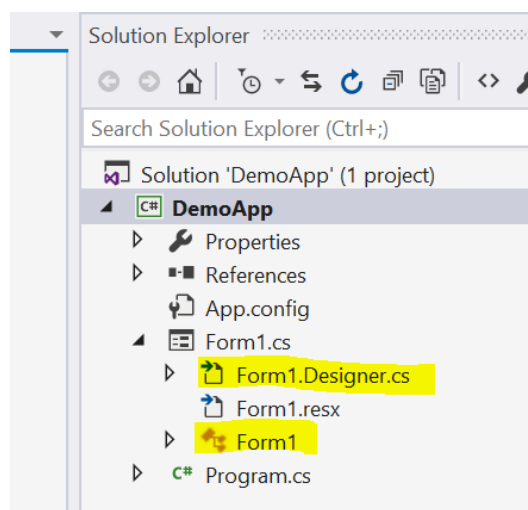 Solution Explorer
Search Solution Explorer (Ctrl+;)
Solution 'DemoApp' (1 project)
C# DemoApp
Properties
References
App.config
Form1.cs
Form1.Designer.cs
Form1.resx
Form1
C# Program.cs